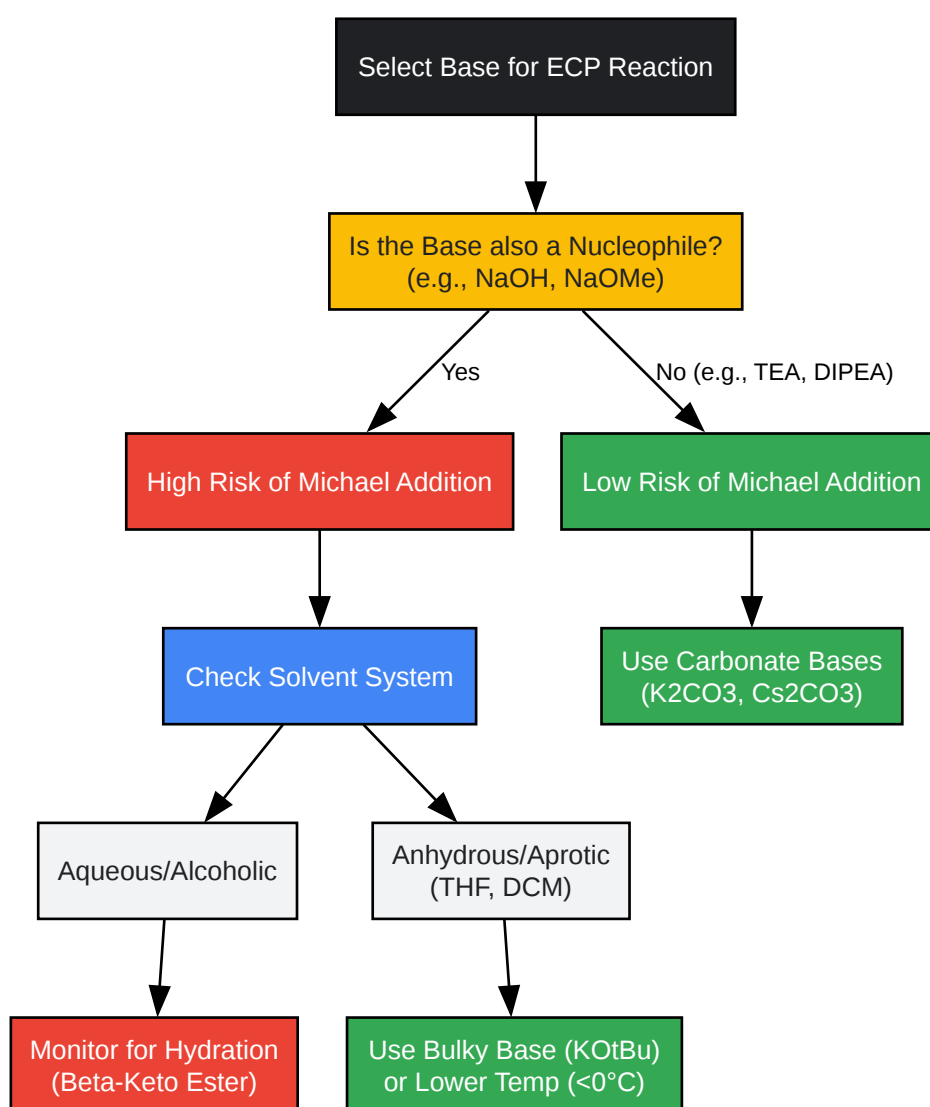 Select Base for ECP Reaction
Is the Base also a Nucleophile?
(e.g., NaOH, NaOMe)
Yes
No (e.g., TEA, DIPEA)
High Risk of Michael Addition
Low Risk of Michael Addition
Check Solvent System
Use Carbonate Bases
(K2CO3, Cs2CO3)
Aqueous/Alcoholic
Anhydrous/Aprotic
(THF, DCM)
Monitor for Hydration
(Beta-Keto Ester)
Use Bulky Base (KOtBu)
or Lower Temp (<0°C)